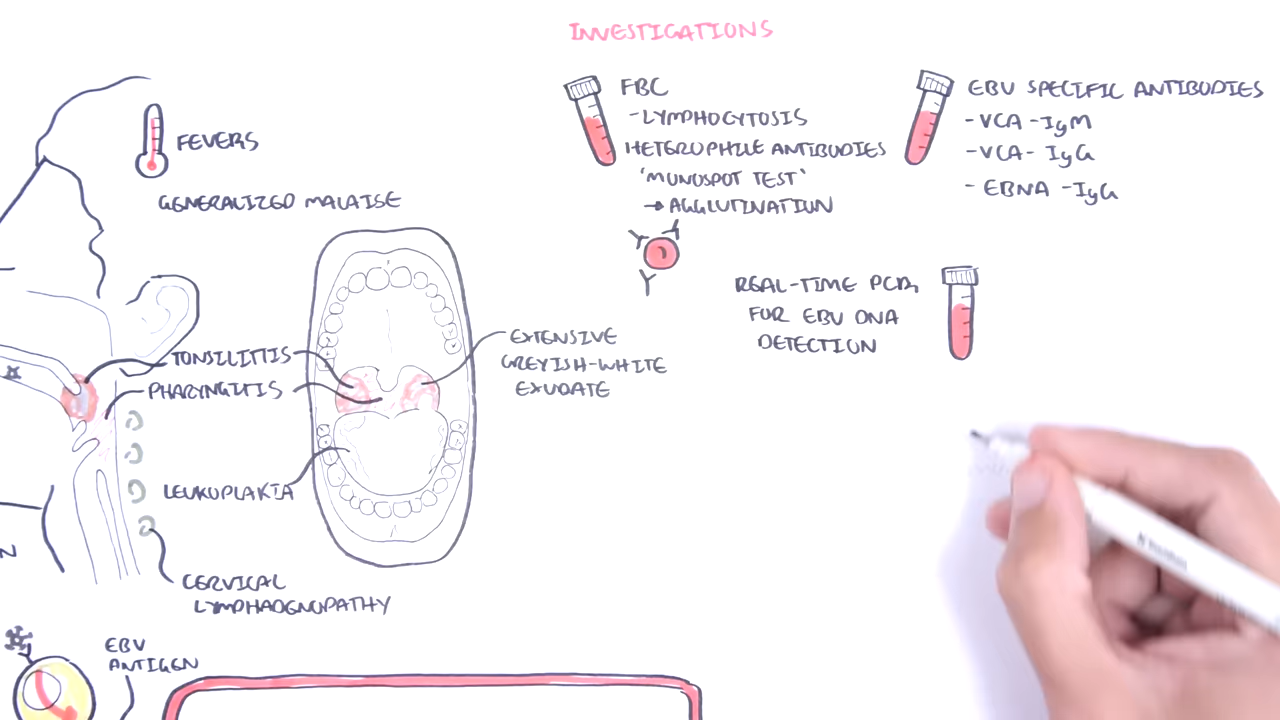 INVESTIGATIONS
FEVERS
GENERALIZED MALAISE
TONSILITIS
PHARYNGITIS
LEUKOPLAKIA
CERVICAL
LYMPHADENOPATHY
EXTENSIVE
GREYISH-WHITE
EXUDATE
EBV
ANTIGEN
N
FBC
-LYMPHOCYTOSIS
HETEROPHILE ANTIBODIES
'MONOSPOT TEST'
→ AGGLUTINATION
EBV SPECIFIC ANTIBODIES
-VCA -IgM
-VCA- IgG
- EBNA -IgG
REAL-TIME PCR
FOR EBV DNA
DETECTION